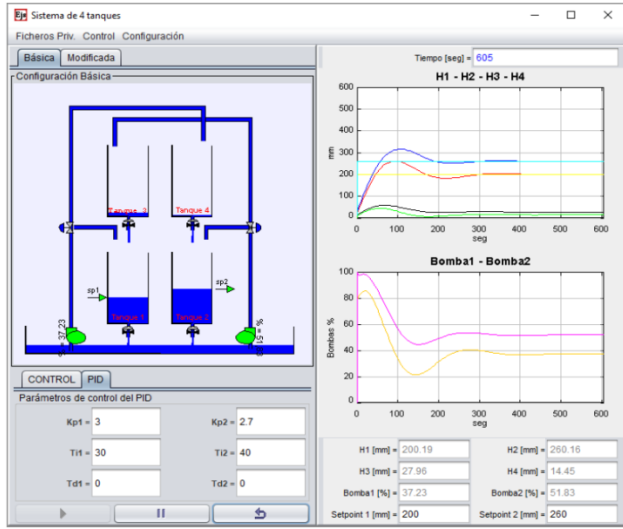 Eje Sistema de 4 tanques
Ficheros Priv. Control Configuración
Básica Modificada
Configuración Básica
Tanque 3 Tanque 4
sp1 sp2
Tanque 1 Tanque 2
% = 37.23
CONTROL PID
Parámetros de control del PID
Kp1 = 3 Kp2 = 2.7
Ti1 = 30 Ti2 = 40
Td1 = 0 Td2 = 0
Tiempo [seg] = 605
H1 - H2 - H3 - H4
600
500
400
300
200
100
0
mm
0 100 200 300 400 500 600
seg
Bomba1 - Bomba2
100
80
60
40
20
0
Bombas %
0 100 200 300 400 500 600
seg
H1 [mm] = 200.19 H2 [mm] = 260.16
H3 [mm] = 27.96 H4 [mm] = 14.45
Bomba1 [%] = 37.23 Bomba2 [%] = 51.83
Setpoint 1 [mm] = 200 Setpoint 2 [mm] = 260